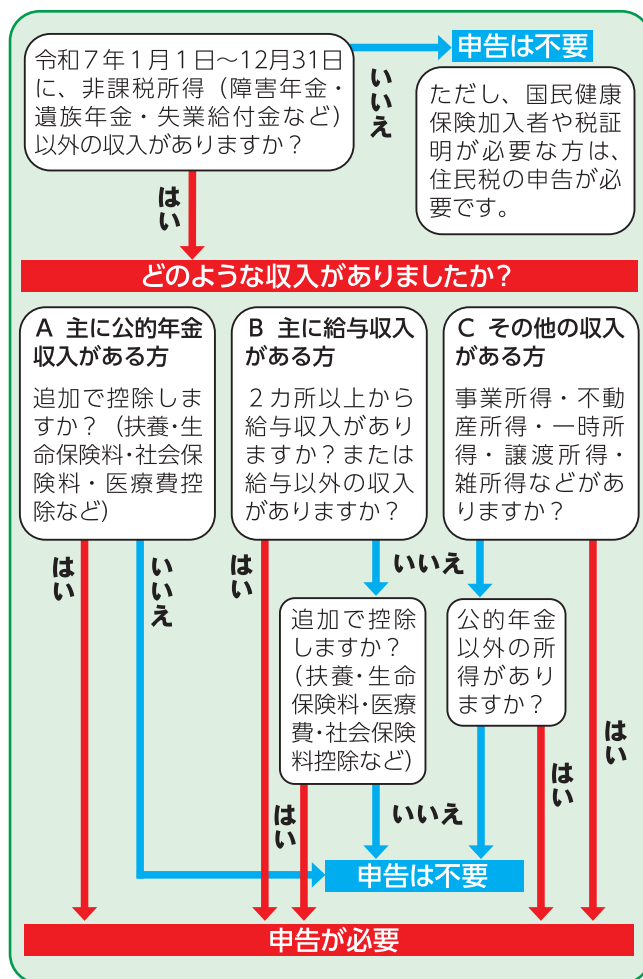 令和７年１月１日～12月31日
に、非課税所得（障害年金・
遺族年金・失業給付金など）
以外の収入がありますか？
いいえ
申告は不要
ただし、国民健康
保険加入者や税証
明が必要な方は、
住民税の申告が必
要です。
はい
どのような収入がありましたか？
A 主に公的年金
収入がある方
追加で控除しま
すか？（扶養・生
命保険料・社会保
険料・医療費控
除など）
B 主に給与収入
がある方
２カ所以上から
給与収入があり
ますか？または
給与以外の収入
がありますか？
C その他の収入
がある方
事業所得・不動
産所得・一時所
得・譲渡所得・
雑所得などがあ
りますか？
はい
いいえ
はい
いいえ
追加で控除
しますか？
（扶養・生命
保険料・医療
費・社会保険
料控除など）
公的年金
以外の所
得があり
ますか？
はい
はい
はい
いいえ
申告は不要
申告が必要